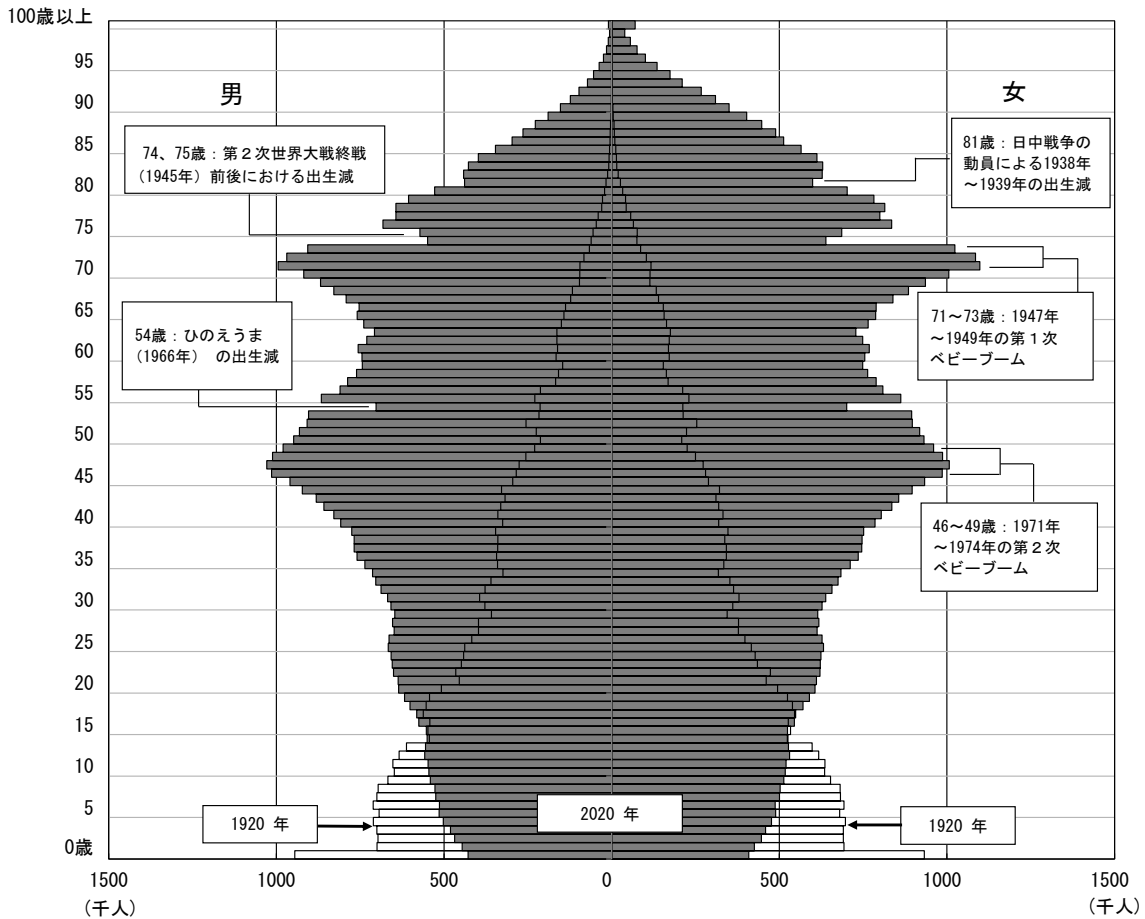 100歳以上
95
男
女
90
74、75歳：第２次世界大戦終戦
（1945年）前後における出生減
81歳：日中戦争の
動員による1938年
～1939年の出生減
85
80
75
70
71～73歳：1947年
～1949年の第１次
ベビーブーム
65
54歳：ひのえうま
（1966年） の出生減
60
55
50
45
46～49歳：1971年
～1974年の第２次
ベビーブーム
40
35
30
25
20
15
10
5
1920 年
2020 年
1920 年
0歳
1500
1000
500
0
500
1000
1500
（千人）
（千人）